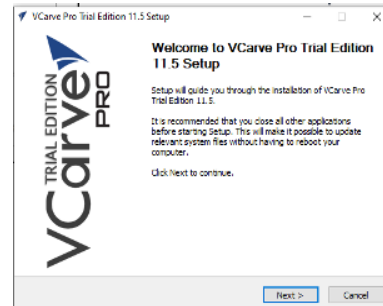 VCarve Pro Trial Edition 11.5 Setup
Welcome to VCarve Pro Trial Edition
11.5 Setup
Setup will guide you through the installation of VCarve Pro
Trial Edition 11.5.
It is recommended that you close all other applications
before starting Setup. This will make it possible to update
relevant system files without having to reboot your
computer.
Click Next to continue.
TRIAL EDITION
VCarve
PRO
Next >
Cancel